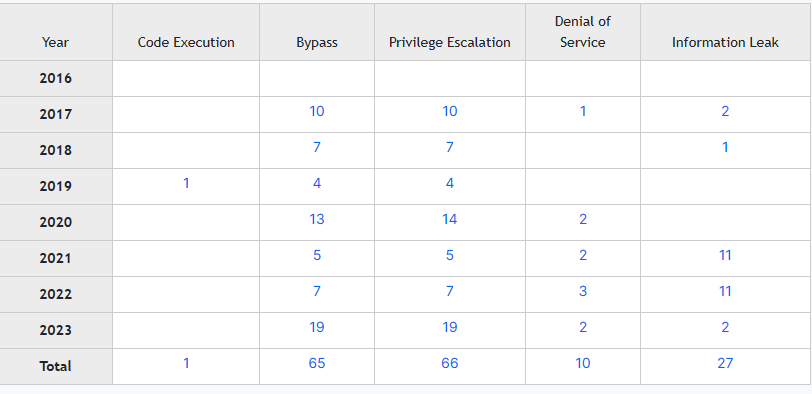 Year Code Execution Bypass Privilege Escalation Denial of Service Information Leak
2016
2017 10 10 1 2
2018 7 7 1
2019 1 4 4
2020 13 14 2
2021 5 5 2 11
2022 7 7 3 11
2023 19 19 2 2
Total 1 65 66 10 27